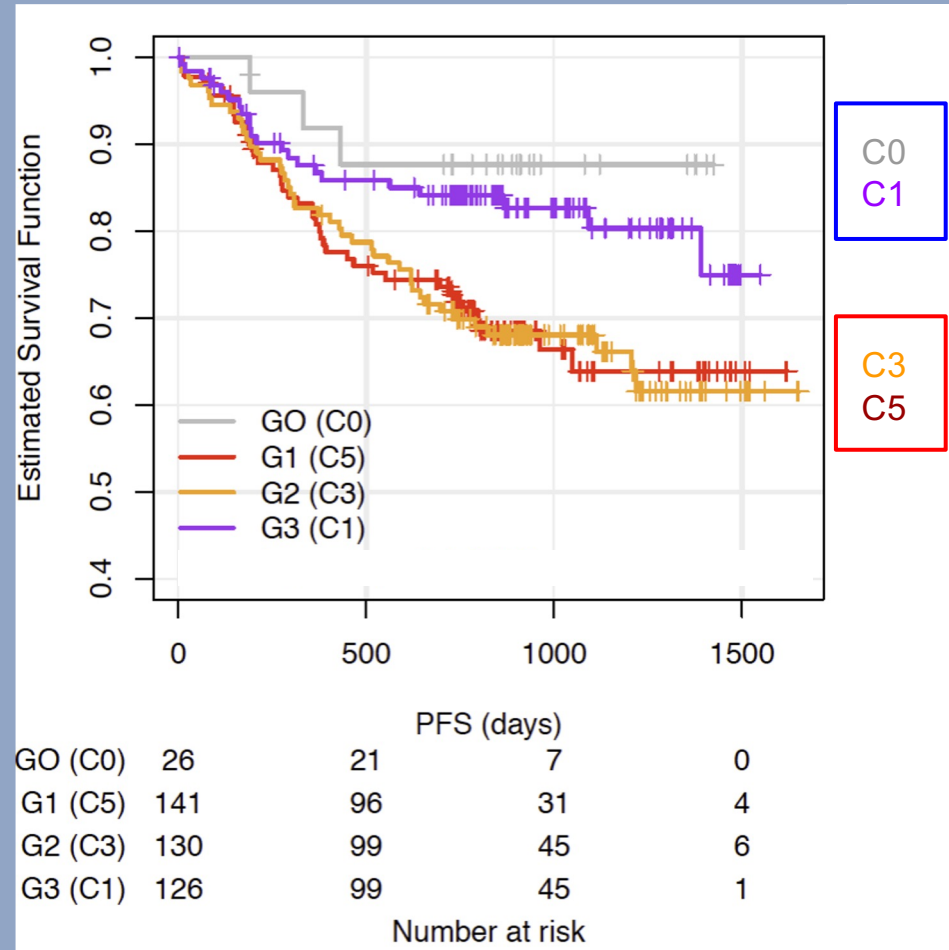 Estimated Survival Function
1.0
0.9
0.8
0.7
0.6
0.5
0.4
GO (C0)
G1 (C5)
G2 (C3)
G3 (C1)
C0
C1
C3
C5
0 500 1000 1500
PFS (days)
GO (C0) 26 21 7 0
G1 (C5) 141 96 31 4
G2 (C3) 130 99 45 6
G3 (C1) 126 99 45 1
Number at risk